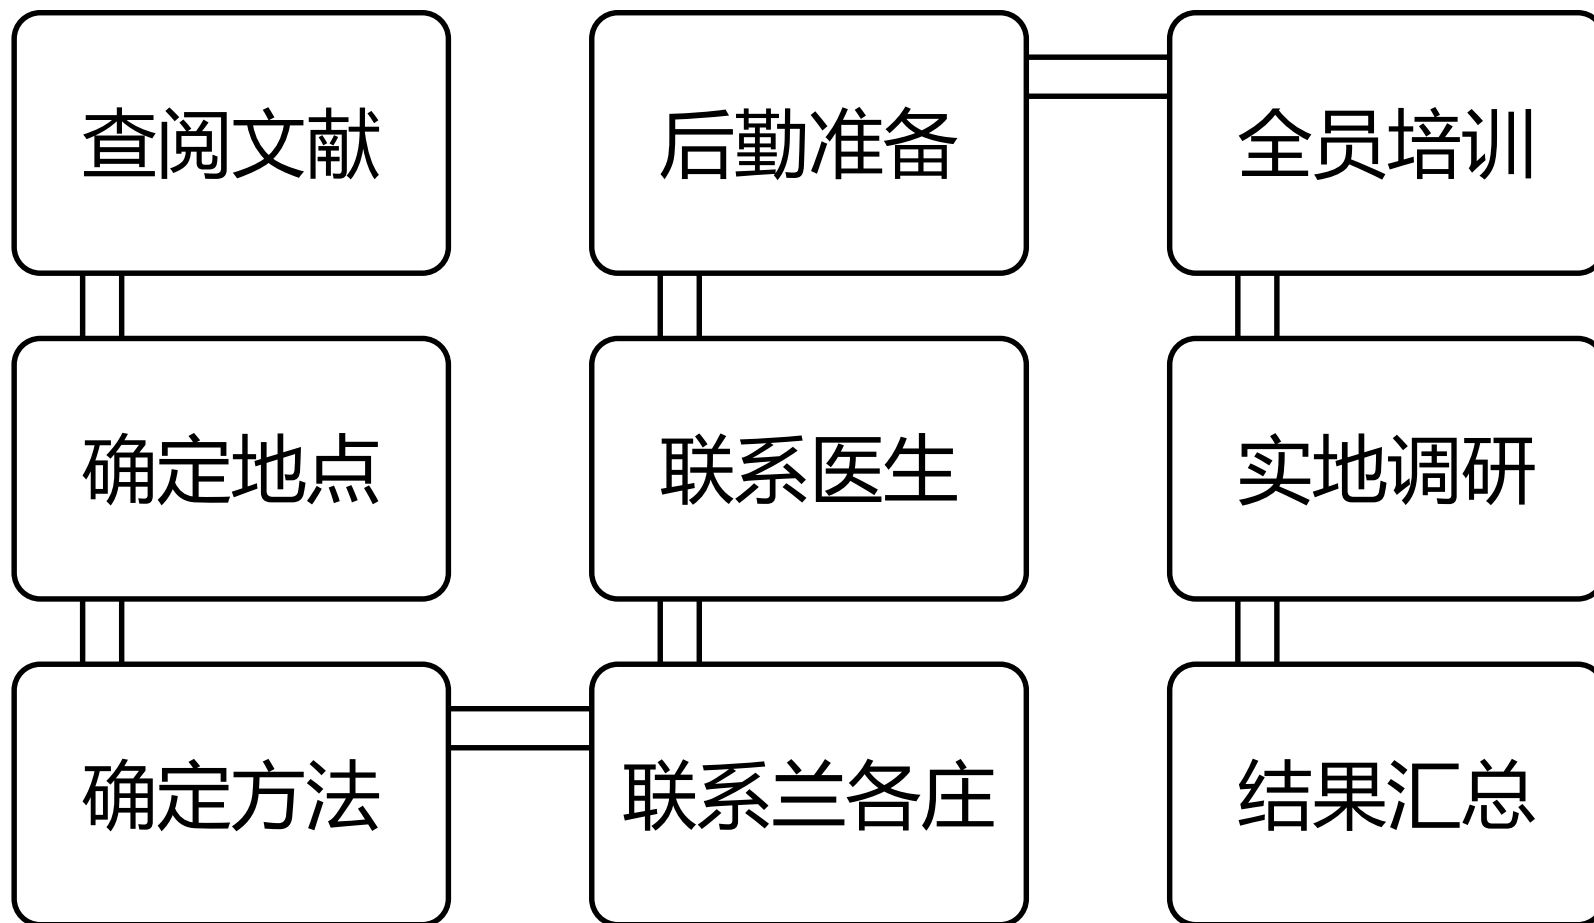 查阅文献
确定地点
确定方法
联系兰各庄
联系医生
后勤准备
全员培训
实地调研
结果汇总